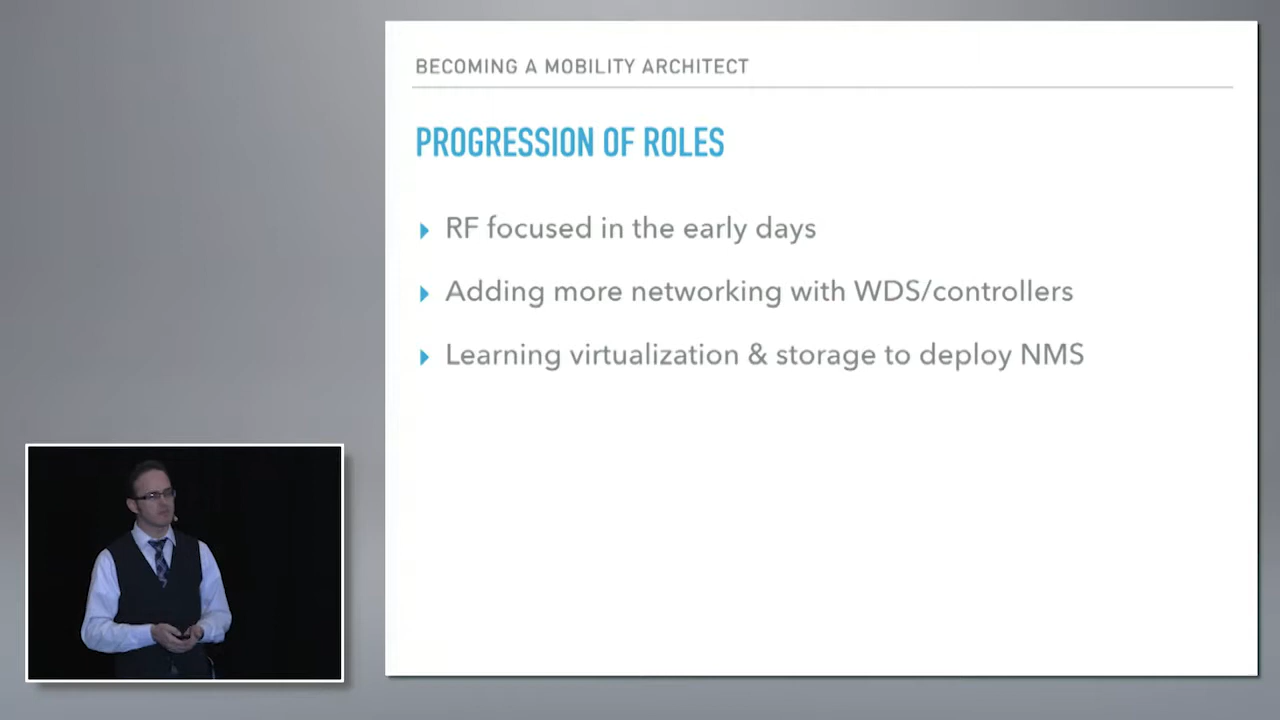 BECOMING A MOBILITY ARCHITECT
PROGRESSION OF ROLES
RF focused in the early days
Adding more networking with WDS/controllers
Learning virtualization & storage to deploy NMS